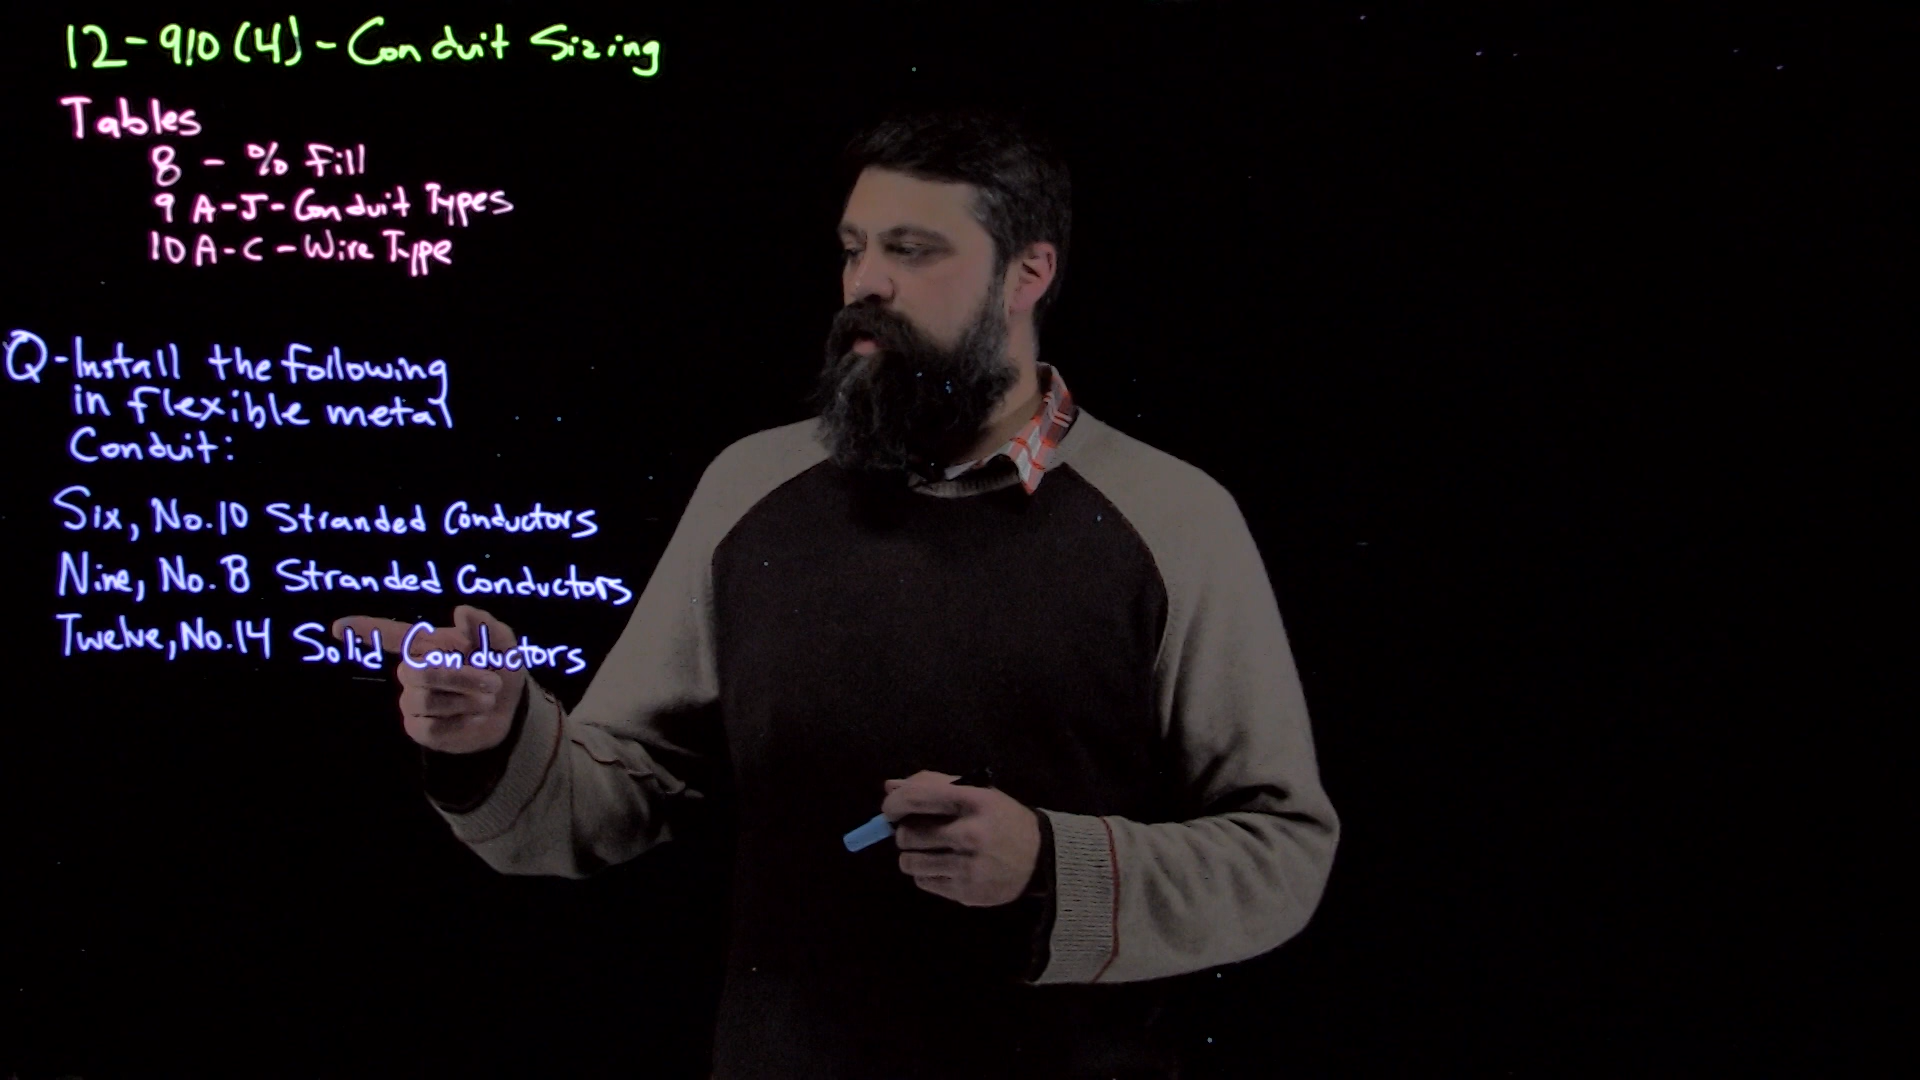 12-910(4) - Conduit Sizing
Tables
8 - % Fill
9 A-J - Conduit Types
10 A-C - Wire Type
Q - Install the following
in flexible metal
Conduit:
Six, No.10 Stranded Conductors
Nine, No.8 Stranded Conductors
Twelve, No.14 Solid Conductors